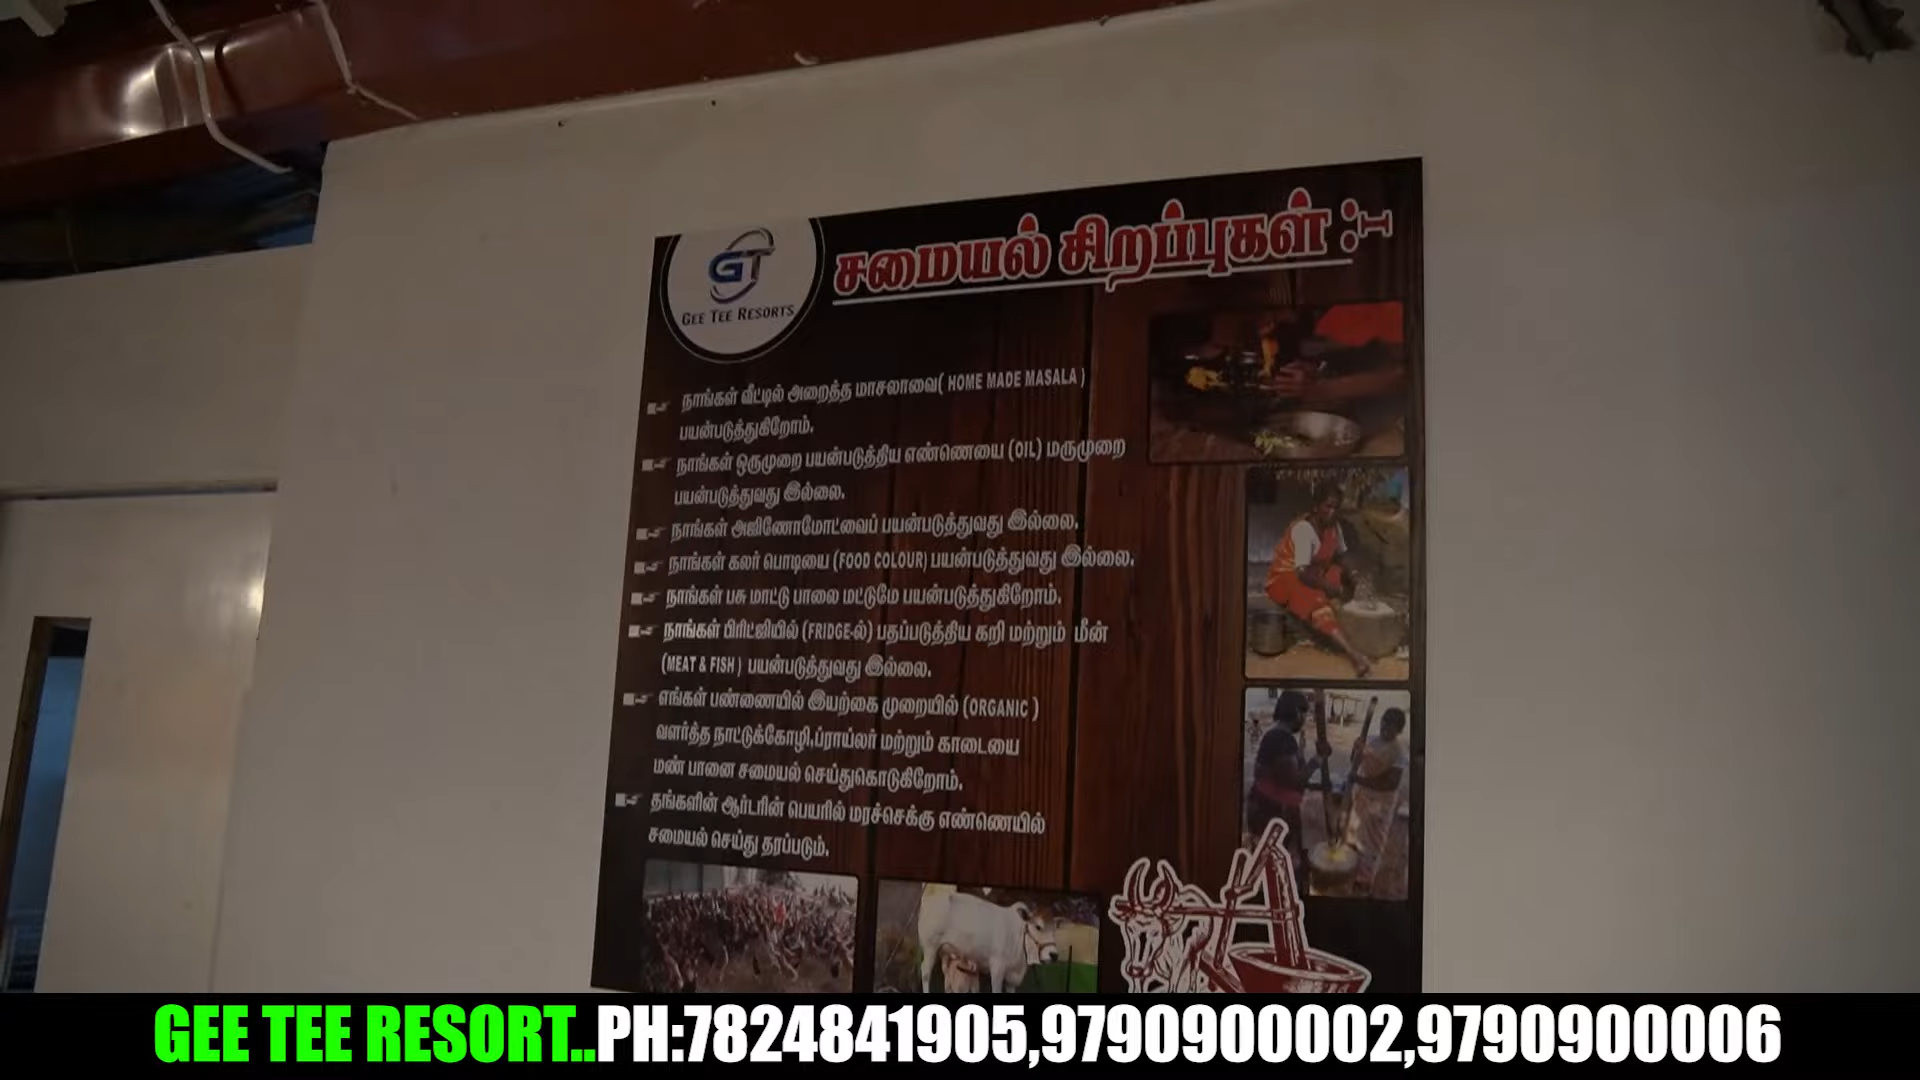 GT
GEE TEE RESORTS
சமையல் சிறப்புகள்
நாங்கள் வீட்டில் அறைத்த மாசலாவை( HOME MADE MASALA )
பயன்படுத்துகிறோம்.
நாங்கள் ஒருமுறை பயன்படுத்திய எண்ணெயை (OIL) மருமுறை
பயன்படுத்துவது இல்லை.
நாங்கள் அஜிணோமோட்வைப் பயன்படுத்துவது இல்லை.
நாங்கள் கலர் பொடியை (FOOD COLOUR) பயன்படுத்துவது இல்லை.
நாங்கள் பசு மாட்டு பாலை மட்டுமே பயன்படுத்துகிறோம்.
நாங்கள் பிரிட்ஜியில் (FRIDGE-ல்) பதப்படுத்திய கறி மற்றும் மீன்
(MEAT & FISH ) பயன்படுத்துவது இல்லை.
எங்கள் பண்ணையில் இயற்கை முறையில் (ORGANIC )
வளர்த்த நாட்டுக்கோழி,ப்ராய்லர் மற்றும் காடையை
மண் பானை சமையல் செய்துகொடுகிறோம்.
தங்களின் ஆர்டரின் பெயரில் மரச்செக்கு எண்ணெயில்
சமையல் செய்து தரப்படும்.
GEE TEE RESORT..PH:7824841905,9790900002,9790900006